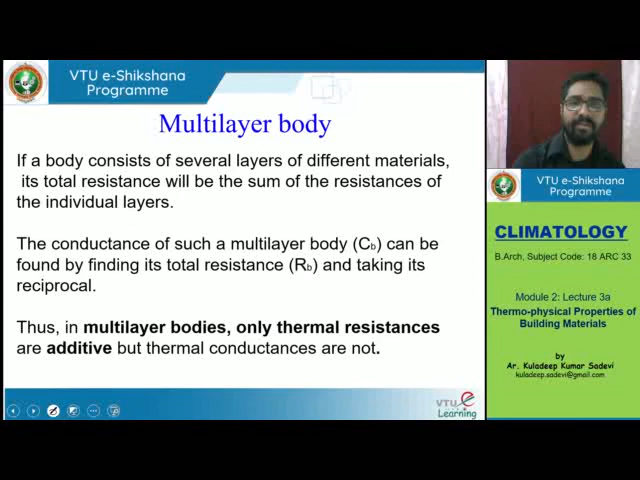 VTU e-Shikshana
Programme
Multilayer body
If a body consists of several layers of different materials,
its total resistance will be the sum of the resistances of
the individual layers.
The conductance of such a multilayer body (Cb) can be
found by finding its total resistance (Rb) and taking its
reciprocal.
Thus, in multilayer bodies, only thermal resistances
are additive but thermal conductances are not.
VTU e
Learning
VTU e-Shikshana
Programme
CLIMATOLOGY
B.Arch, Subject Code: 18 ARC 33
Module 2: Lecture 3a
Thermo-physical Properties of
Building Materials
by
Ar. Kuladeep Kumar Sadevi
kuladeep.sadevi@gmail.com